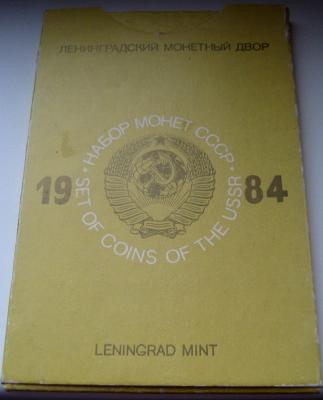 ЛЕНИНГРАДСКИЙ МОНЕТНЫЙ ДВОР
· НАБОР МОНЕТ СССР ·
19 84
SET OF COINS OF THE USSR
LENINGRAD MINT